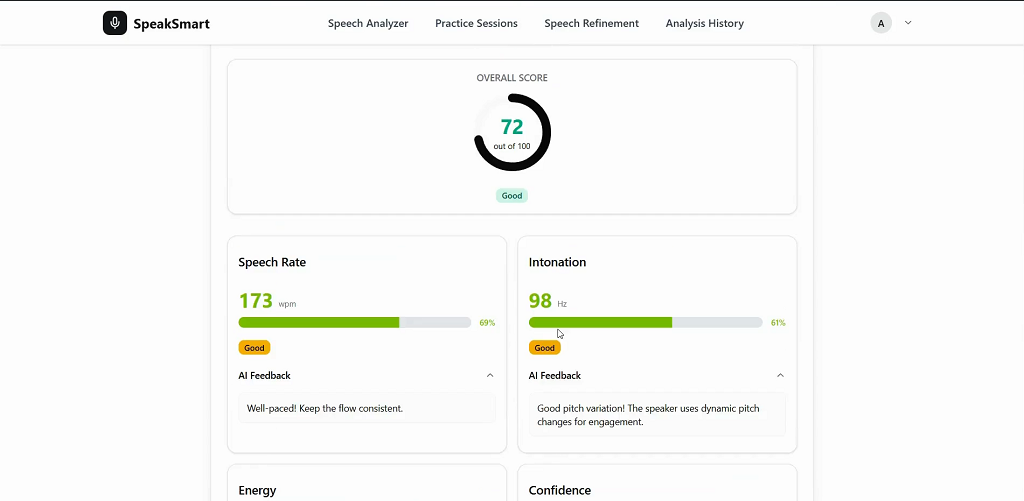 SpeakSmart
Speech Analyzer
Practice Sessions
Speech Refinement
Analysis History
A
OVERALL SCORE
72
out of 100
Good
Speech Rate
173 wpm
69%
Good
AI Feedback
Well-paced! Keep the flow consistent.
Intonation
98 Hz
61%
Good
AI Feedback
Good pitch variation! The speaker uses dynamic pitch
changes for engagement.
Energy
Confidence